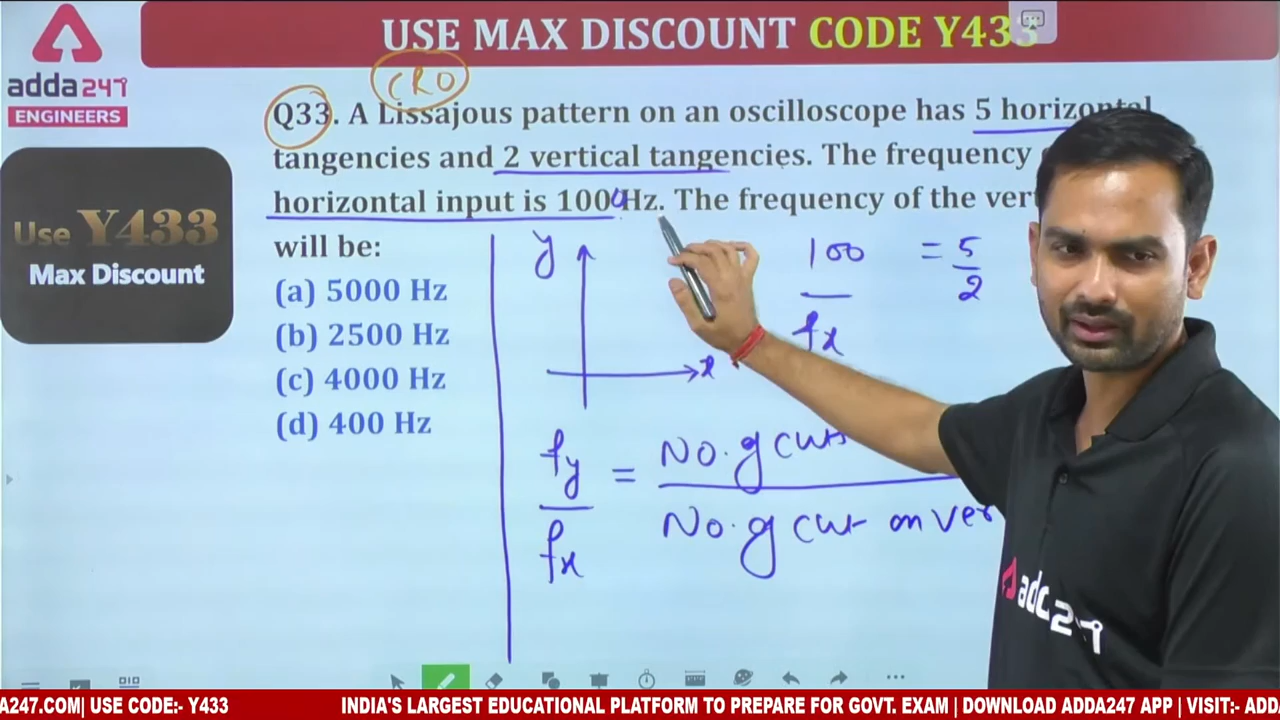 USE MAX DISCOUNT CODE Y433
adda247
ENGINEERS
CRO
Q33. A Lissajous pattern on an oscilloscope has 5 horizontal
tangencies and 2 vertical tangencies. The frequency
horizontal input is 1000 Hz. The frequency of the vert
will be:
Use Y433
Max Discount
(a) 5000 Hz
(b) 2500 Hz
(c) 4000 Hz
(d) 400 Hz
y
x
100 = 5
fx 2
fy = No. of cuts
fx No. of cut on ver
adda247
A247.COM| USE CODE:- Y433 INDIA'S LARGEST EDUCATIONAL PLATFORM TO PREPARE FOR GOVT. EXAM | DOWNLOAD ADDA247 APP | VISIT:- ADDA